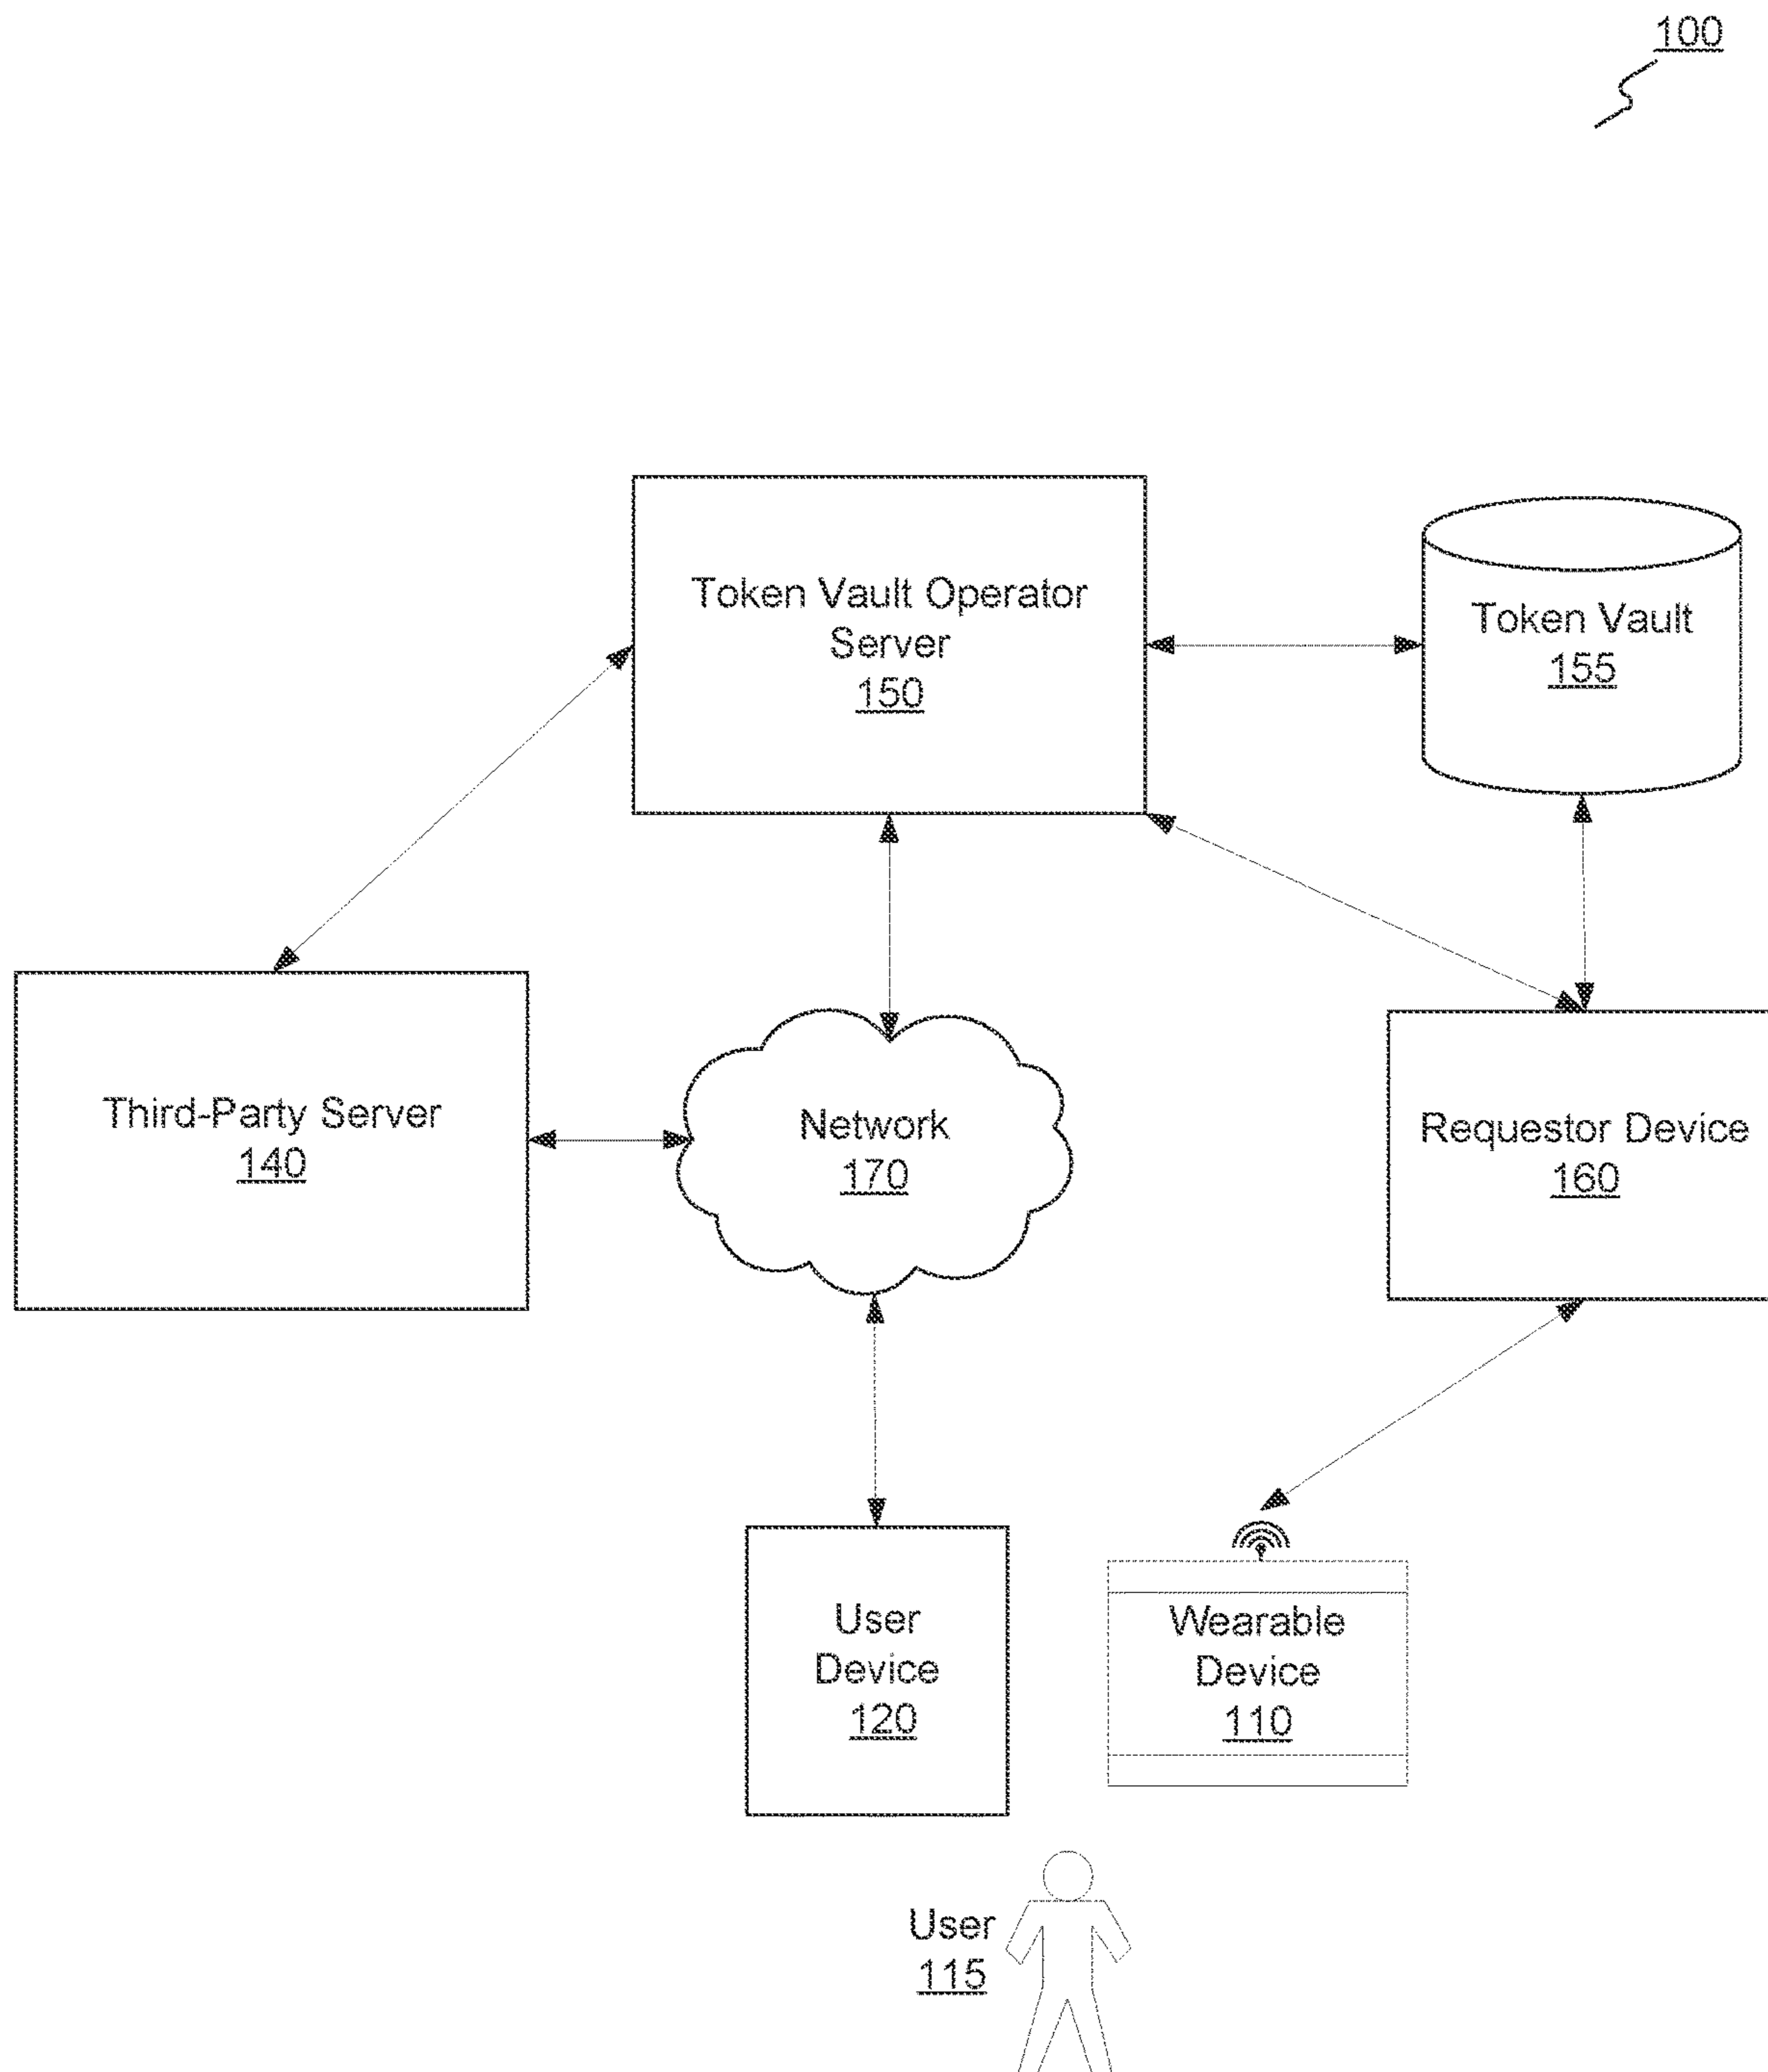 100
Token Vault Operator
Server
150
Token Vault
155
Third-Party Server
140
Network
170
Requestor Device
160
User
Device
120
Wearable
Device
110
User
115